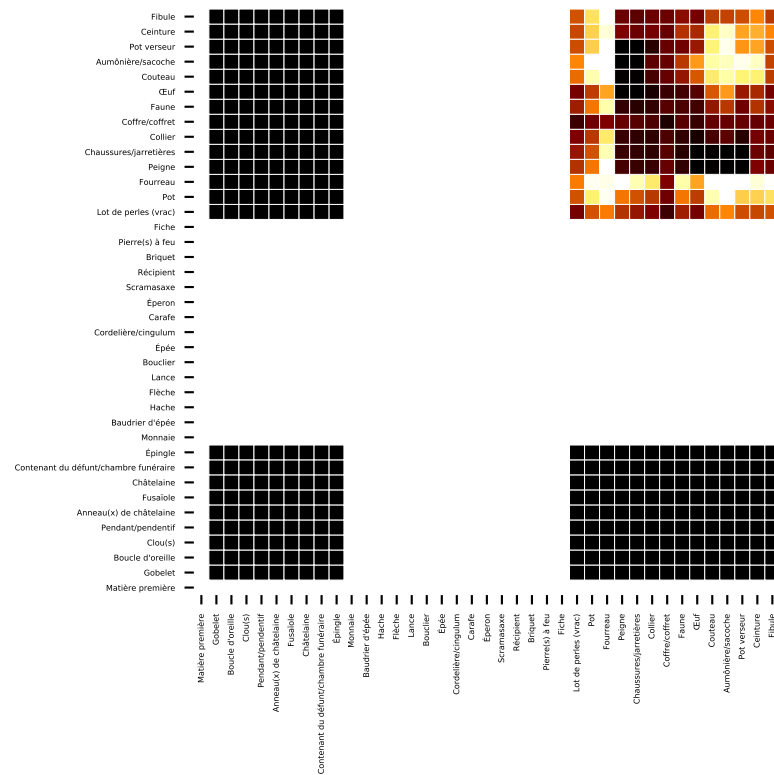 Fibule
Ceinture
Pot verseur
Aumônière/sacoche
Couteau
Œuf
Faune
Coffre/coffret
Collier
Chaussures/jarretières
Peigne
Fourreau
Pot
Lot de perles (vrac)
Fiche
Pierre(s) à feu
Briquet
Récipient
Scramasaxe
Éperon
Carafe
Cordelière/cingulum
Épée
Bouclier
Lance
Flèche
Hache
Baudrier d'épée
Monnaie
Épingle
Contenant du défunt/chambre funéraire
Châtelaine
Fusaïole
Anneau(x) de châtelaine
Pendant/pendentif
Clou(s)
Boucle d'oreille
Gobelet
Matière première
Matière première
Gobelet
Boucle d'oreille
Clou(s)
Pendant/pendentif
Anneau(x) de châtelaine
Fusaïole
Châtelaine
Contenant du défunt/chambre funéraire
Épingle
Monnaie
Baudrier d'épée
Hache
Flèche
Lance
Bouclier
Épée
Cordelière/cingulum
Carafe
Éperon
Scramasaxe
Récipient
Briquet
Pierre(s) à feu
Fiche
Lot de perles (vrac)
Pot
Fourreau
Peigne
Chaussures/jarretières
Collier
Coffre/coffret
Faune
Œuf
Couteau
Aumônière/sacoche
Pot verseur
Ceinture
Fibule